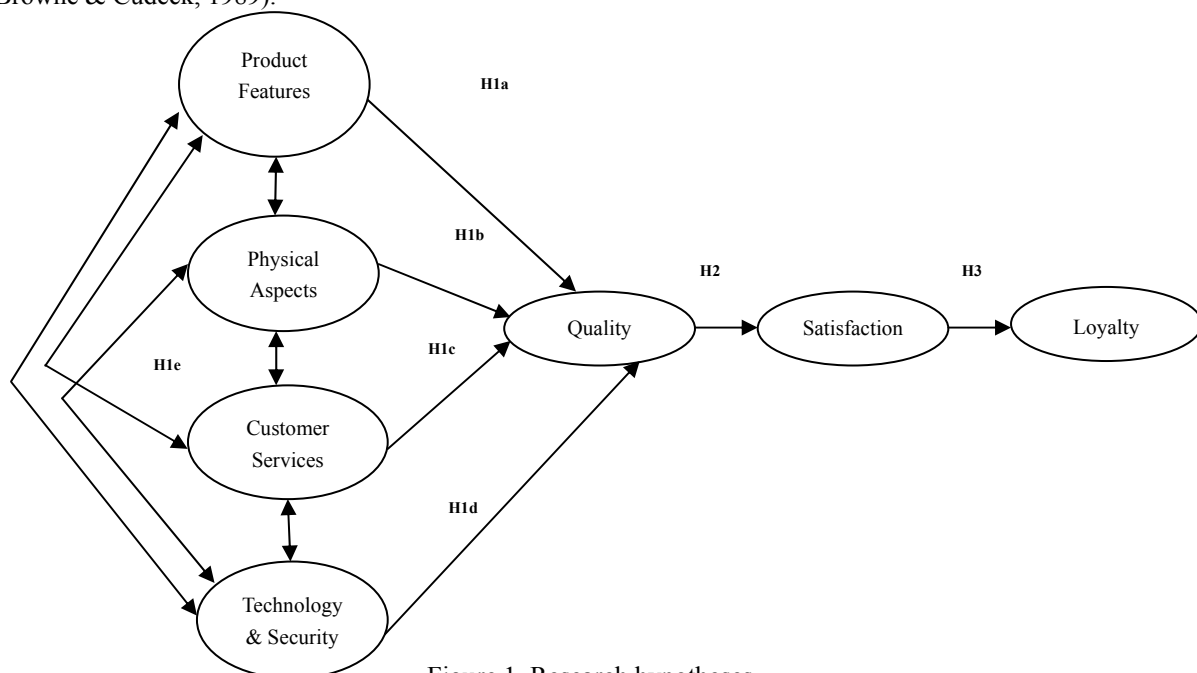 Browne & Cudeck, 1989).
Product
Features
H1a
Physical
Aspects
H1b
H1e
H1c
Customer
Services
Quality
H2
Satisfaction
H3
Loyalty
H1d
Technology
& Security
Figure 1. Research hypotheses